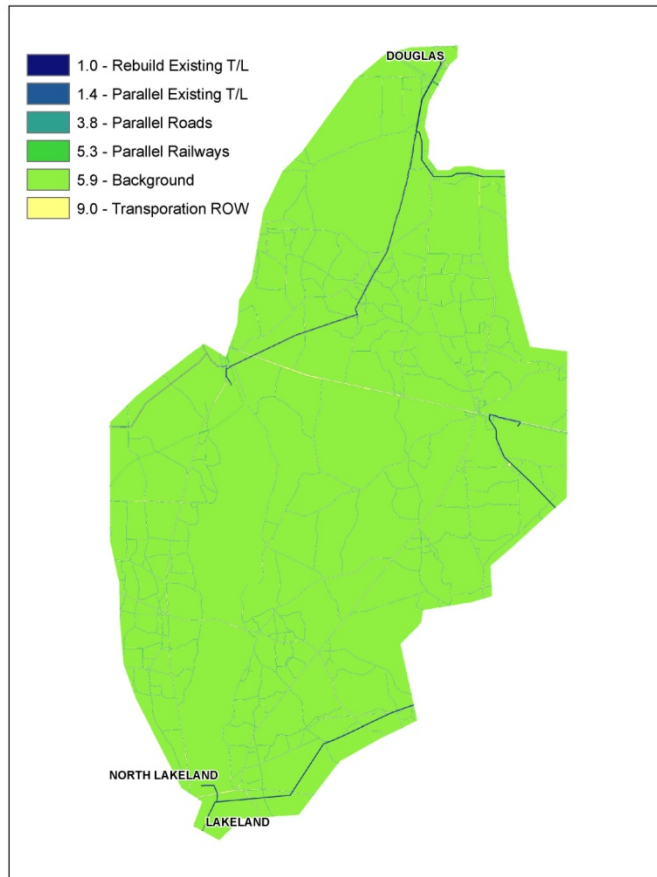 DOUGLAS
1.0 - Rebuild Existing T/L
1.4 - Parallel Existing T/L
3.8 - Parallel Roads
5.3 - Parallel Railways
5.9 - Background
9.0 - Transporation ROW
NORTH LAKELAND
LAKELAND